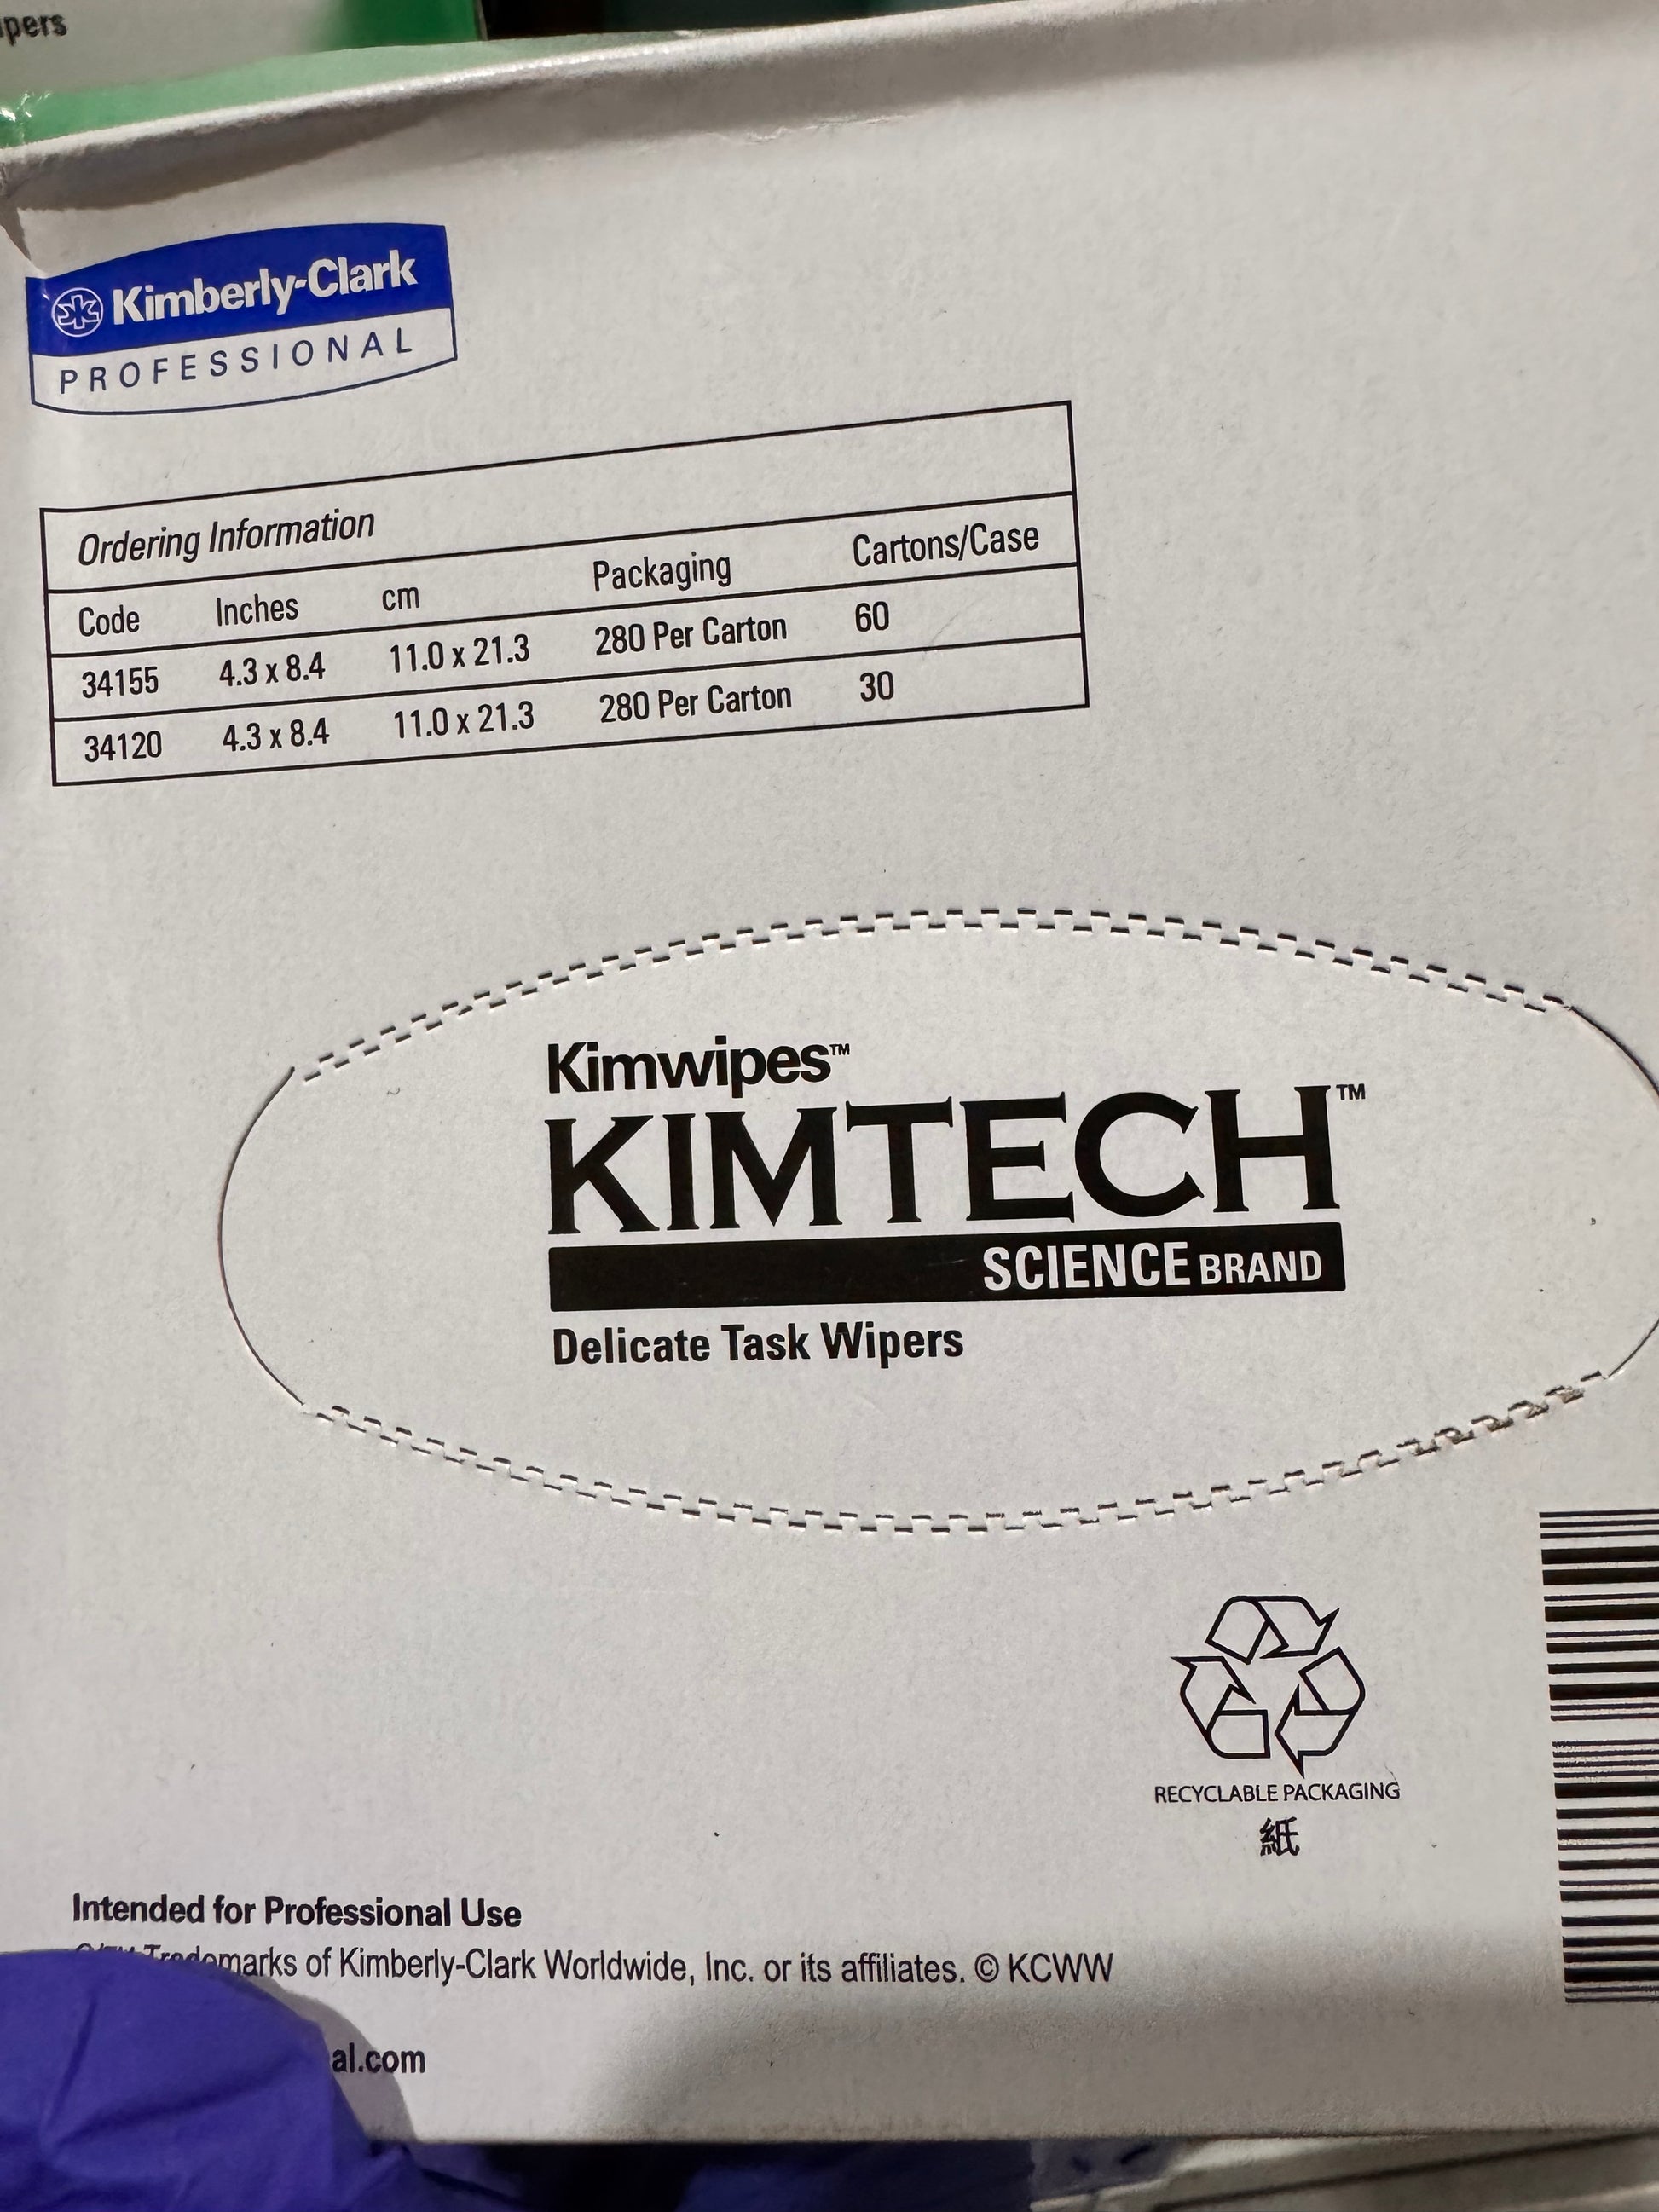 Kimberly-Clark
PROFESSIONAL
Ordering Information
Code Inches cm Packaging Cartons/Case
34155 4.3 x 8.4 11.0 x 21.3 280 Per Carton 60
34120 4.3 x 8.4 11.0 x 21.3 280 Per Carton 30
Kimwipes™
KIMTECH™
SCIENCE BRAND
Delicate Task Wipers
RECYCLABLE PACKAGING
紙
Intended for Professional Use
Trademarks of Kimberly-Clark Worldwide, Inc. or its affiliates. © KCWW
al.com